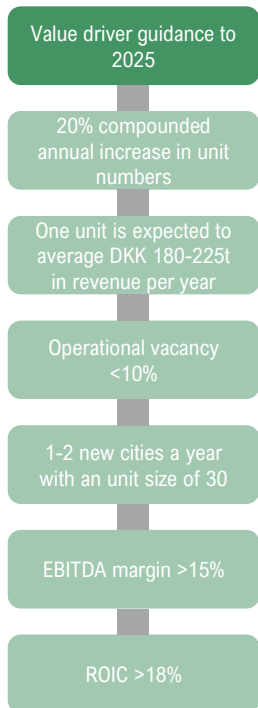 Value driver guidance to
2025
20% compounded
annual increase in unit
numbers
One unit is expected to
average DKK 180-225t
in revenue per year
Operational vacancy
<10%
1-2 new cities a year
with an unit size of 30
EBITDA margin >15%
ROIC >18%